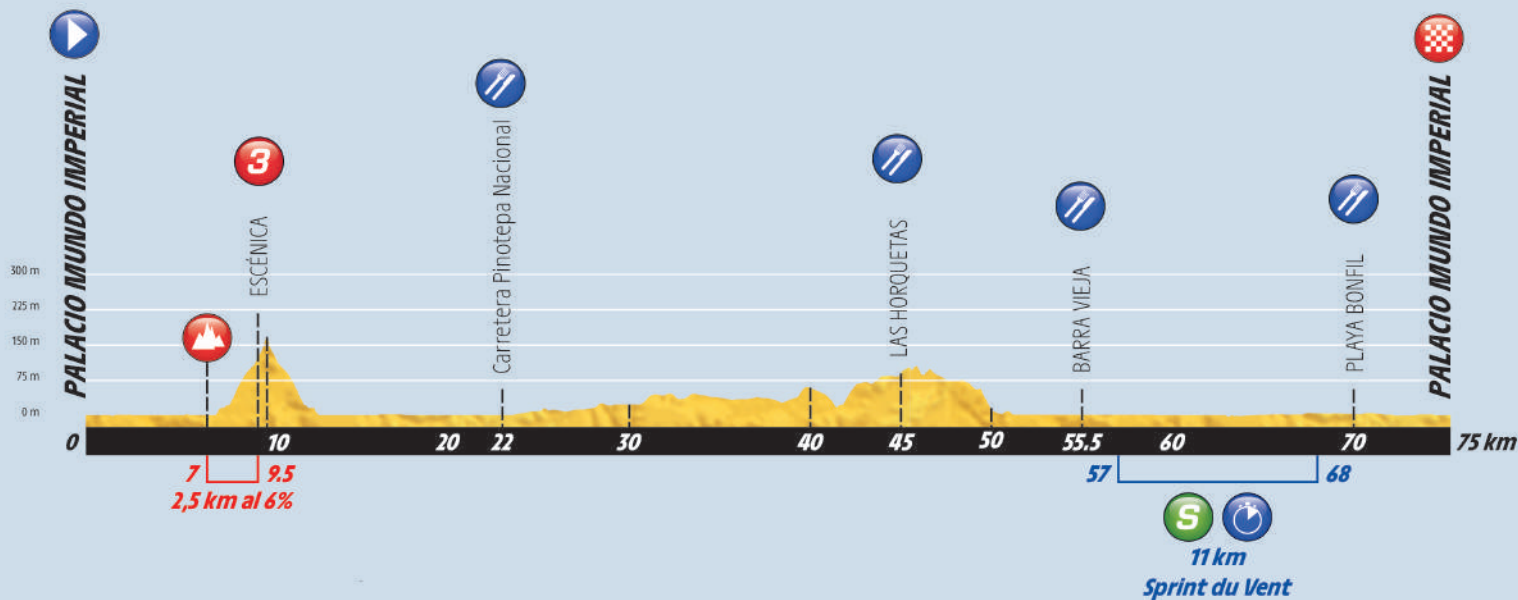 PALACIO MUNDO IMPERIAL
3
ESCÉNICA
Carretera Pinotepa Nacional
LAS HORQUETAS
BARRA VIEJA
PLAYA BONFIL
PALACIO MUNDO IMPERIAL
300 m
225 m
150 m
75 m
0 m
0 10 20 22 30 40 45 50 55.5 60 70 75 km
7 9.5
2,5 km al 6%
57 68
S
11 km
Sprint du Vent